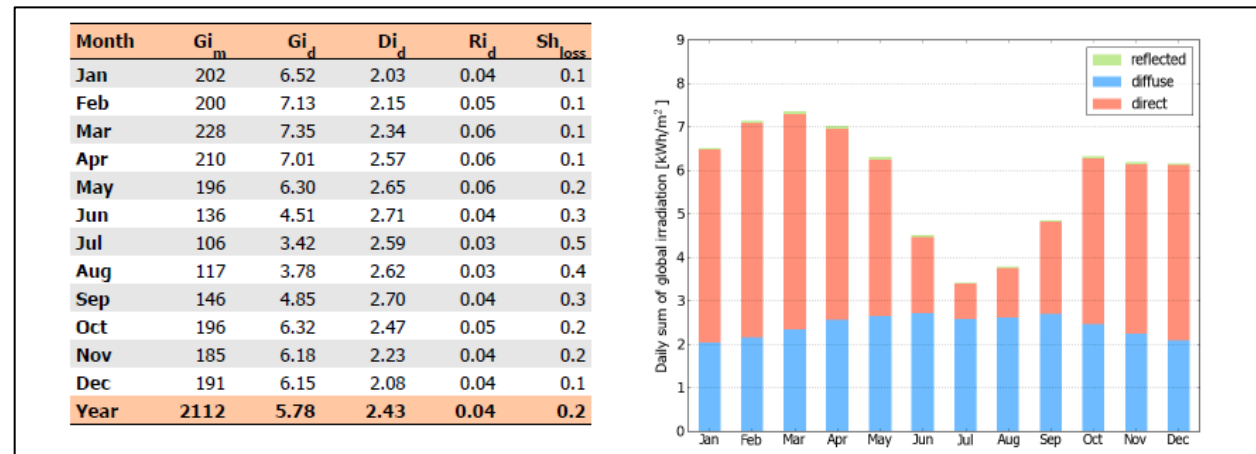 Month Gi_m Gi_d Di_d Ri_d Sh_loss
Jan 202 6.52 2.03 0.04 0.1
Feb 200 7.13 2.15 0.05 0.1
Mar 228 7.35 2.34 0.06 0.1
Apr 210 7.01 2.57 0.06 0.1
May 196 6.30 2.65 0.06 0.2
Jun 136 4.51 2.71 0.04 0.3
Jul 106 3.42 2.59 0.03 0.5
Aug 117 3.78 2.62 0.03 0.4
Sep 146 4.85 2.70 0.04 0.3
Oct 196 6.32 2.47 0.05 0.2
Nov 185 6.18 2.23 0.04 0.2
Dec 191 6.15 2.08 0.04 0.1
Year 2112 5.78 2.43 0.04 0.2
Daily sum of global irradiation [kWh/m²]
9
8
7
6
5
4
3
2
1
0
reflected
diffuse
direct
Jan Feb Mar Apr May Jun Jul Aug Sep Oct Nov Dec